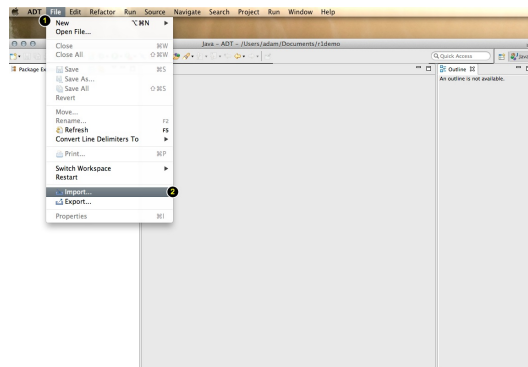 ADT File Edit Refactor Run Source Navigate Search Project Run Window Help
1
New ⌥⌘N
Open File...
Close ⌘W
Close All ⇧⌘W
Save ⌘S
Save As...
Save All ⇧⌘S
Revert
Move...
Rename... F2
Refresh F5
Convert Line Delimiters To
Print... ⌘P
Switch Workspace
Restart
Import... 2
Export...
Properties ⌘I
Java - ADT - /Users/adam/Documents/r1demo
Quick Access
Java
Package Ex
Outline
An outline is not available.